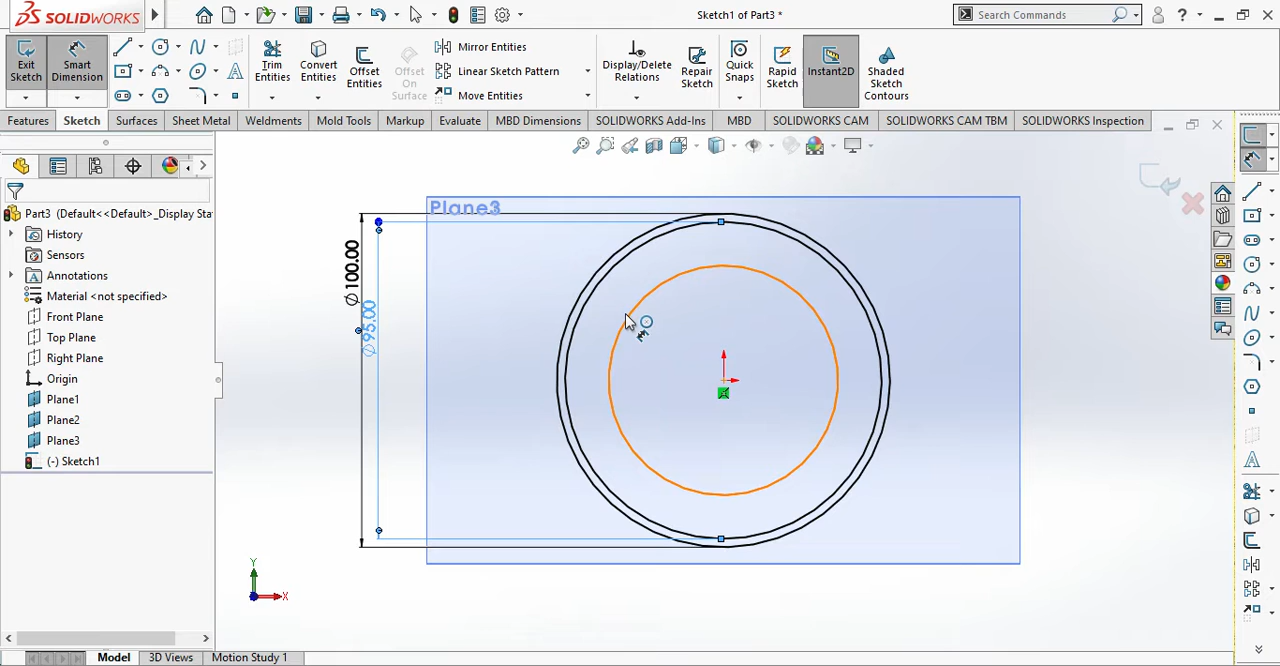 SOLIDWORKS
Sketch1 of Part3 *
Search Commands
Exit Sketch
Smart Dimension
Trim Entities
Convert Entities
Offset Entities
Offset On Surface
Mirror Entities
Linear Sketch Pattern
Move Entities
Display/Delete Relations
Repair Sketch
Quick Snaps
Rapid Sketch
Instant2D
Shaded Sketch Contours
Features
Sketch
Surfaces
Sheet Metal
Weldments
Mold Tools
Markup
Evaluate
MBD Dimensions
SOLIDWORKS Add-Ins
MBD
SOLIDWORKS CAM
SOLIDWORKS CAM TBM
SOLIDWORKS Inspection
Part3 (Default<<Default>_Display Sta
History
Sensors
Annotations
Material <not specified>
Front Plane
Top Plane
Right Plane
Origin
Plane1
Plane2
Plane3
(-) Sketch1
Plane3
Ø 100.00
Ø 95.00
Y
X
Model
3D Views
Motion Study 1